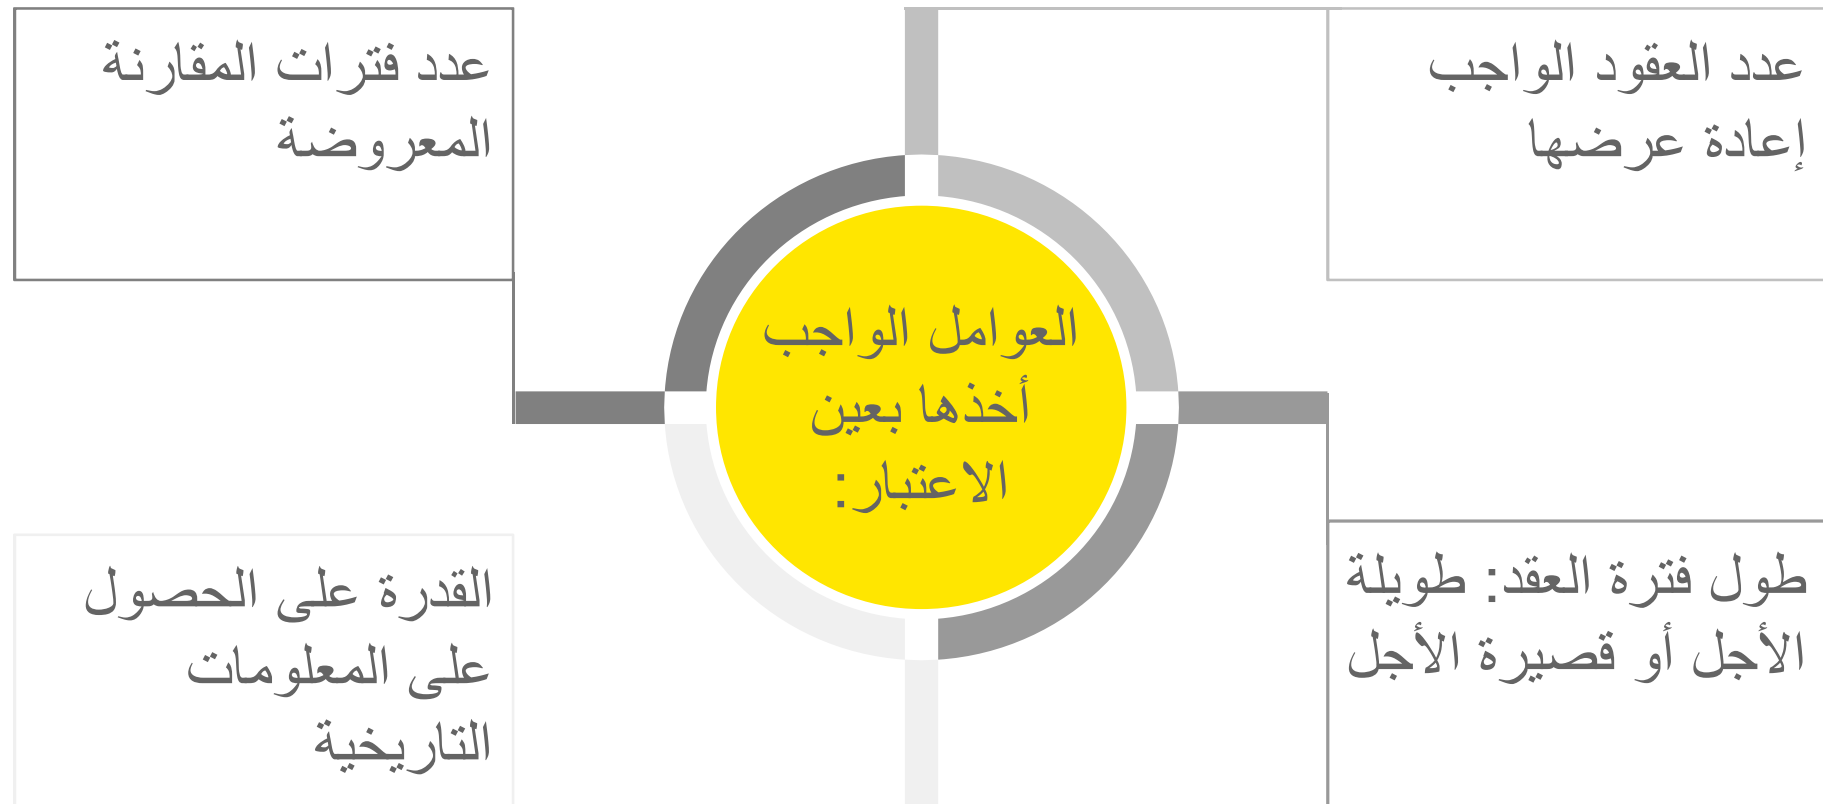 عدد العقود الواجب
إعادة عرضها
عدد فترات المقارنة
المعروضة
العوامل الواجب
أخذها بعين
الاعتبار:
طول فترة العقد: طويلة
الأجل أو قصيرة الأجل
القدرة على الحصول
على المعلومات
التاريخية